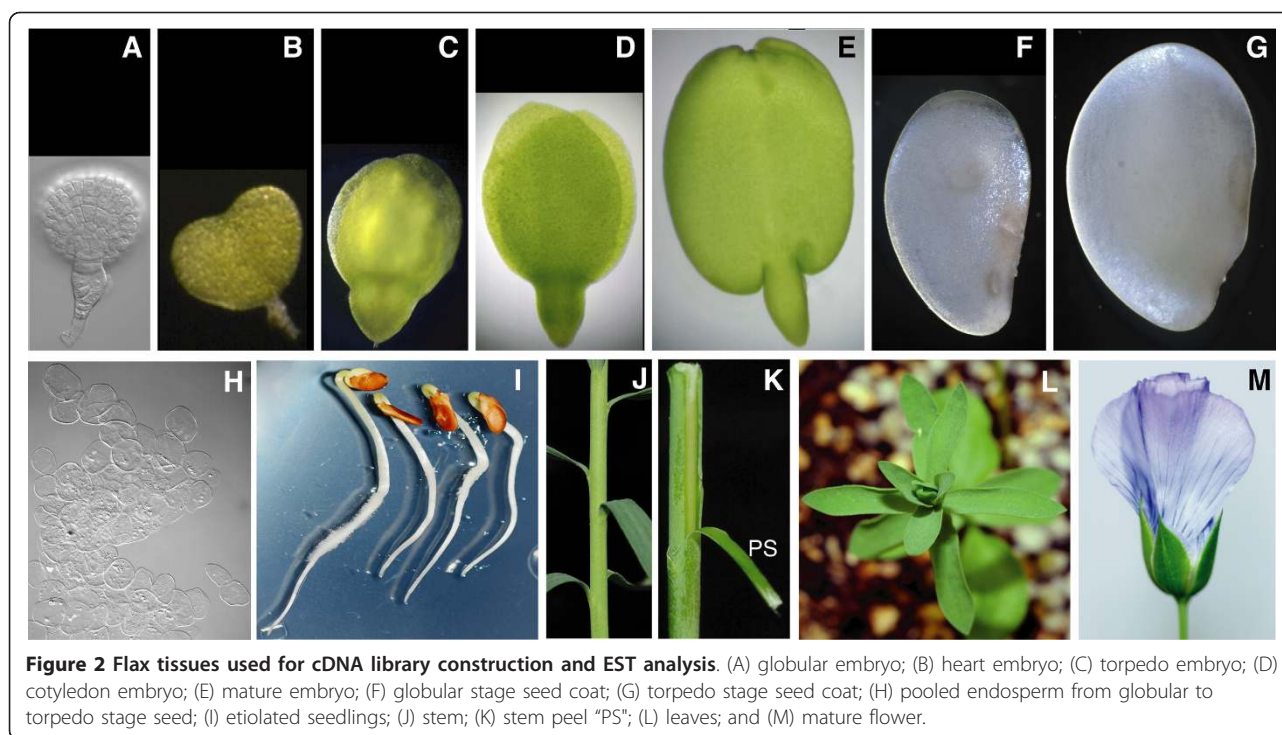 A B C D E F G
H I J K L M
PS
Figure 2 Flax tissues used for cDNA library construction and EST analysis. (A) globular embryo; (B) heart embryo; (C) torpedo embryo; (D)
cotyledon embryo; (E) mature embryo; (F) globular stage seed coat; (G) torpedo stage seed coat; (H) pooled endosperm from globular to
torpedo stage seed; (I) etiolated seedlings; (J) stem; (K) stem peel “PS"; (L) leaves; and (M) mature flower.